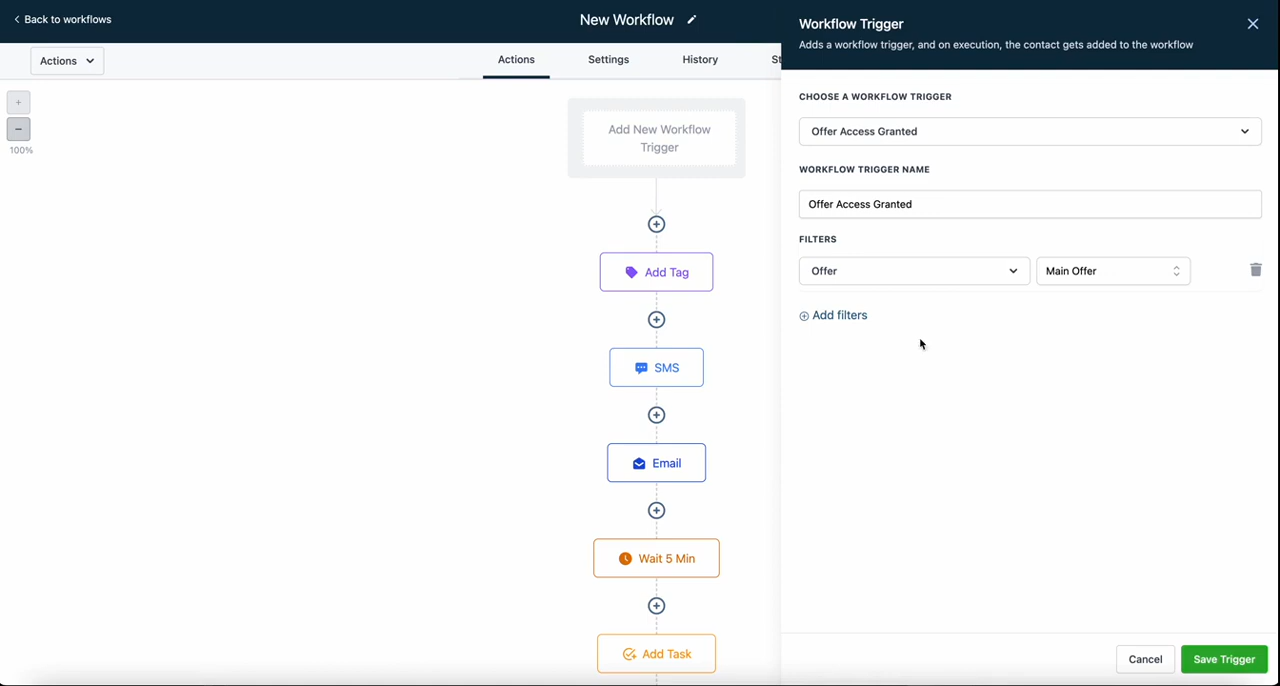 Back to workflows
New Workflow
Workflow Trigger
Adds a workflow trigger, and on execution, the contact gets added to the workflow
Actions
Actions
Settings
History
St
+
−
100%
Add New Workflow
Trigger
Add Tag
SMS
Email
Wait 5 Min
Add Task
CHOOSE A WORKFLOW TRIGGER
Offer Access Granted
WORKFLOW TRIGGER NAME
Offer Access Granted
FILTERS
Offer
Main Offer
Add filters
Cancel
Save Trigger